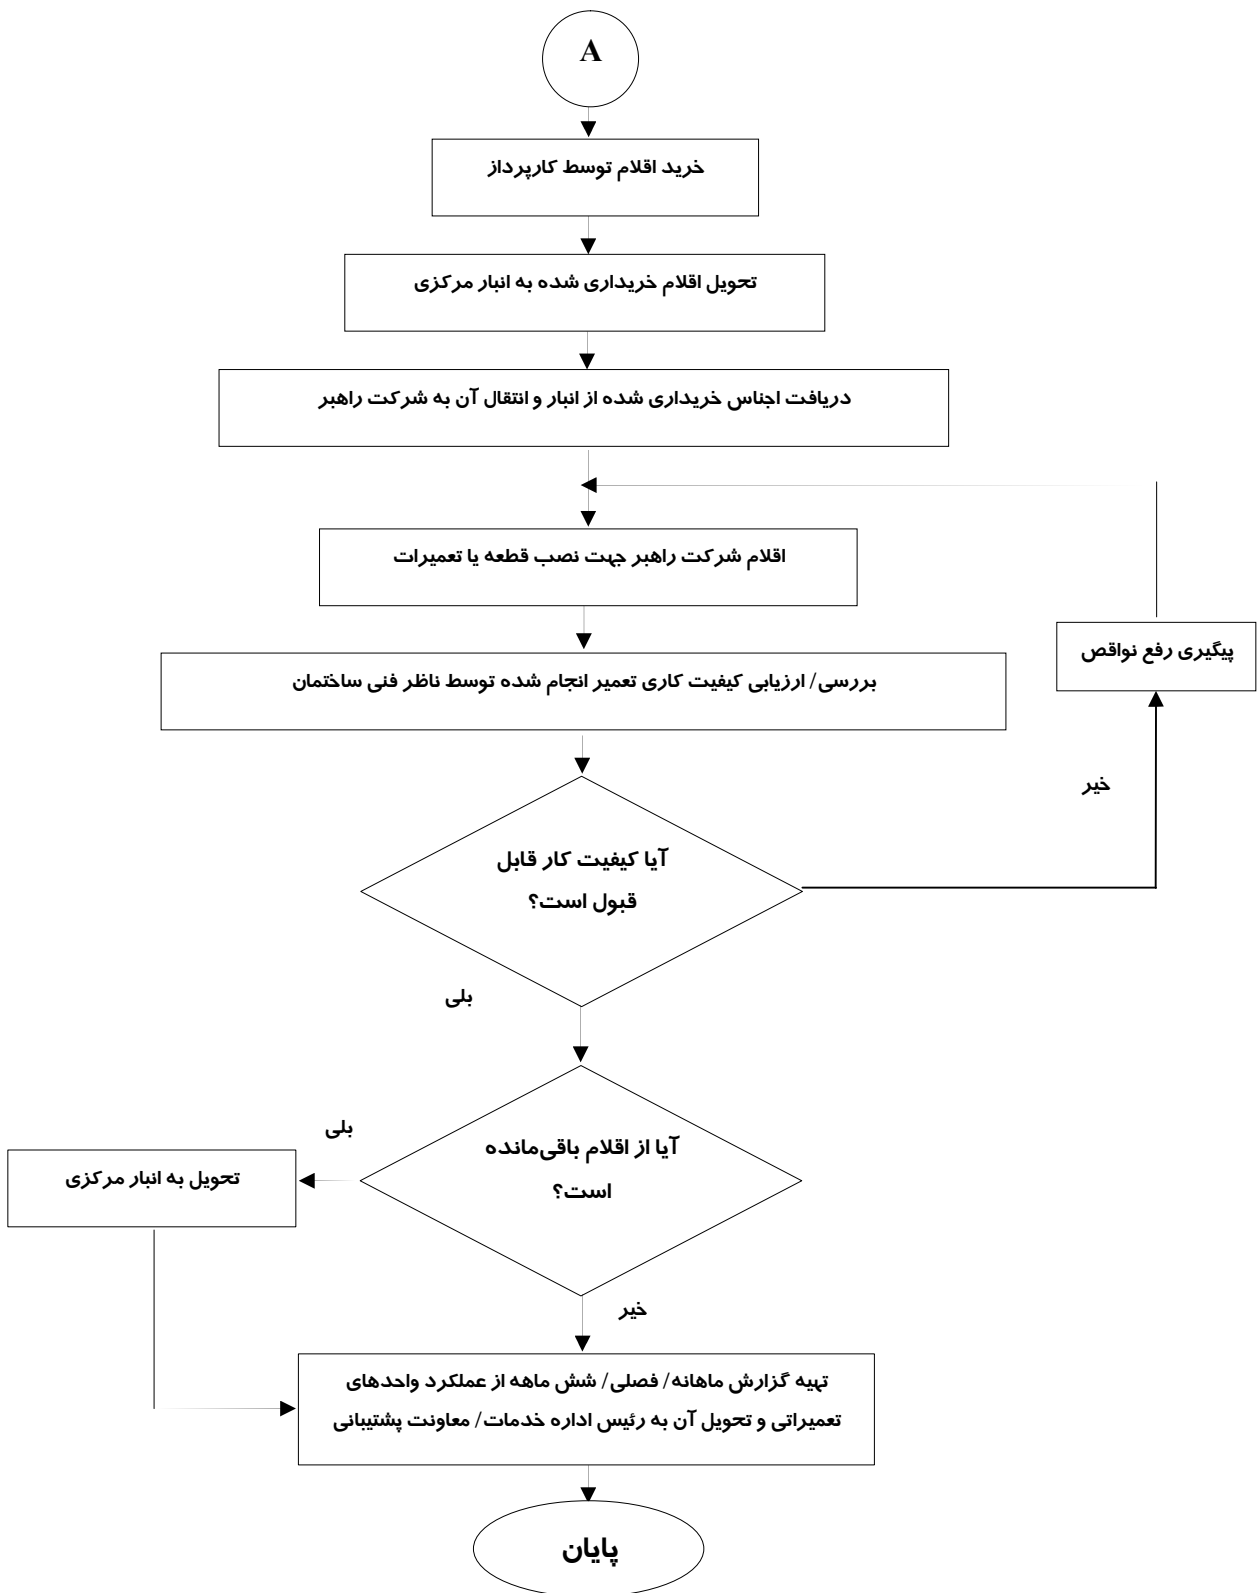 A
خرید اقلام توسط کارپرداز
تحویل اقلام خریداری شده به انبار مرکزی
دریافت اجناس خریداری شده از انبار و انتقال آن به شرکت راهبر
اقلام شرکت راهبر جهت نصب قطعه یا تعمیرات
پیگیری رفع نواقص
بررسی/ ارزیابی کیفیت کاری تعمیر انجام شده توسط ناظر فنی ساختمان
خیر
آیا کیفیت کار قابل
قبول است؟
بلی
بلی
آیا از اقلام باقی‌مانده
است؟
تحویل به انبار مرکزی
خیر
تهیه گزارش ماهانه/ فصلی/ شش ماهه از عملکرد واحدهای
تعمیراتی و تحویل آن به رئیس اداره خدمات/ معاونت پشتیبانی
پایان